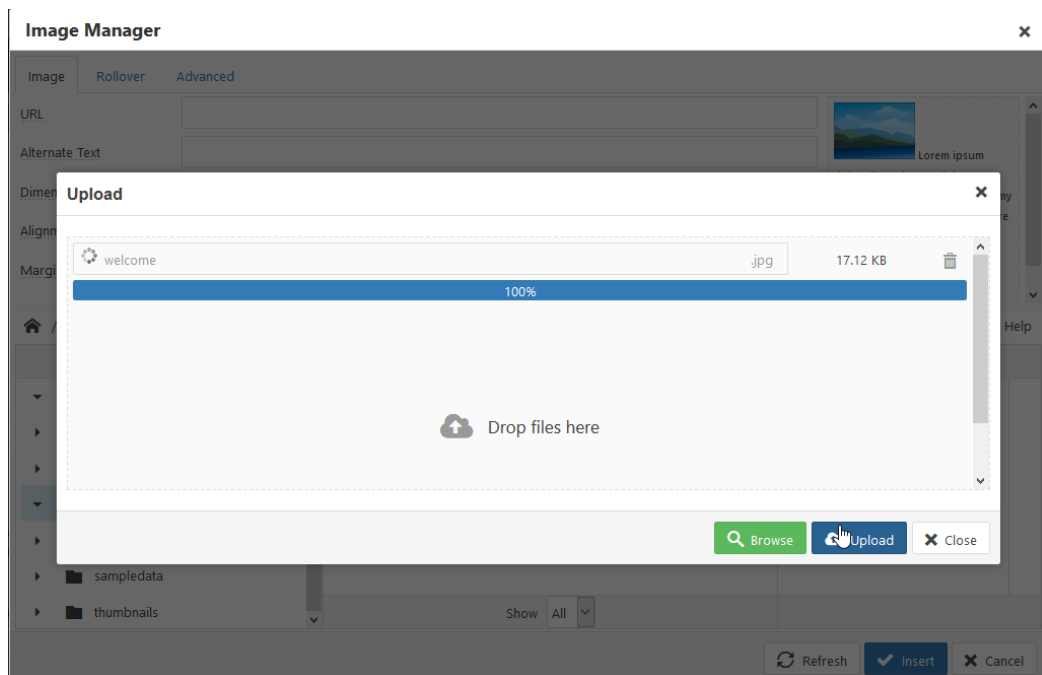 Image Manager
Image Rollover Advanced
URL
Alternate Text
Lorem ipsum
Upload
welcome .jpg 17.12 KB
100%
/ Help
Drop files here
Browse Upload Close
sampledata
thumbnails
Show All
Refresh Insert Cancel